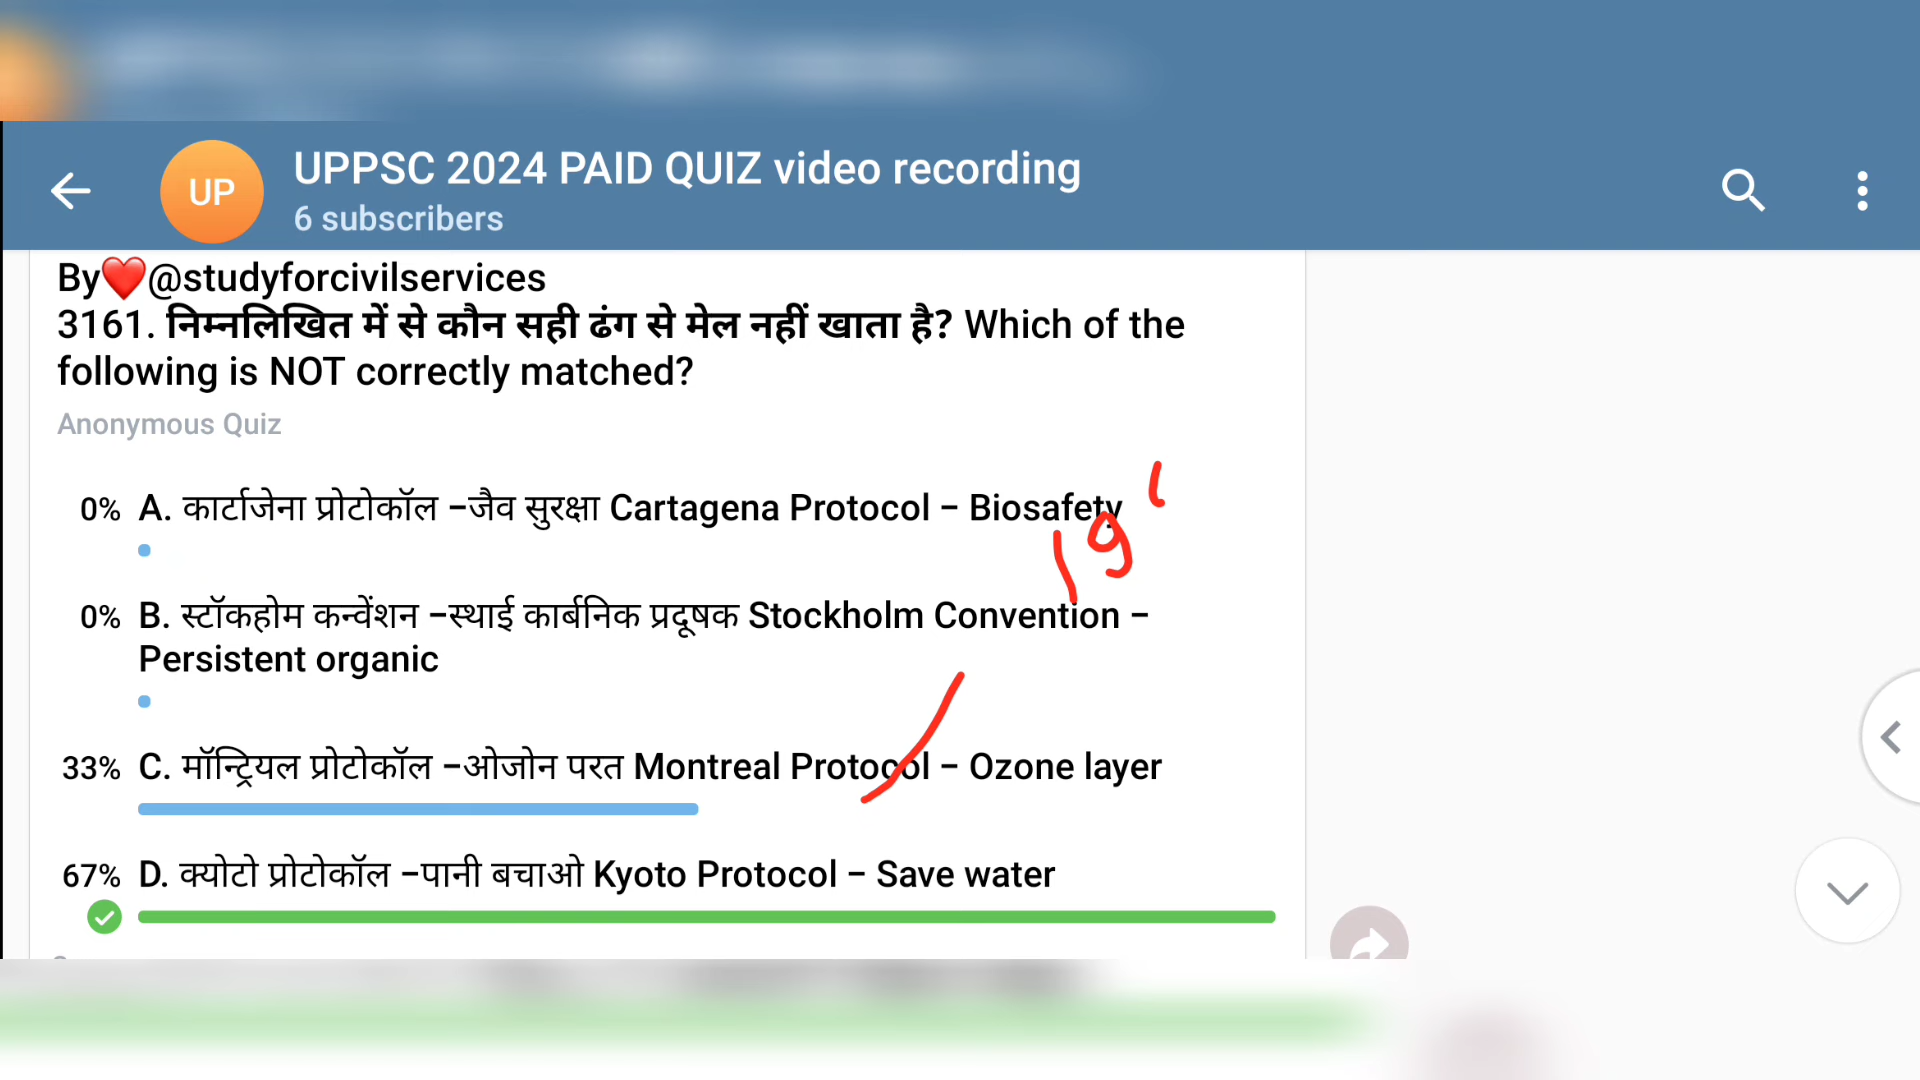 UP
UPPSC 2024 PAID QUIZ video recording
6 subscribers
By❤️@studyforcivilservices
3161. निम्नलिखित में से कौन सही ढंग से मेल नहीं खाता है? Which of the
following is NOT correctly matched?
Anonymous Quiz
0% A. कार्टाजेना प्रोटोकॉल –जैव सुरक्षा Cartagena Protocol – Biosafety
19
0% B. स्टॉकहोम कन्वेंशन –स्थाई कार्बनिक प्रदूषक Stockholm Convention –
Persistent organic
33% C. मॉन्ट्रियल प्रोटोकॉल –ओजोन परत Montreal Protocol – Ozone layer
67% D. क्योटो प्रोटोकॉल –पानी बचाओ Kyoto Protocol – Save water